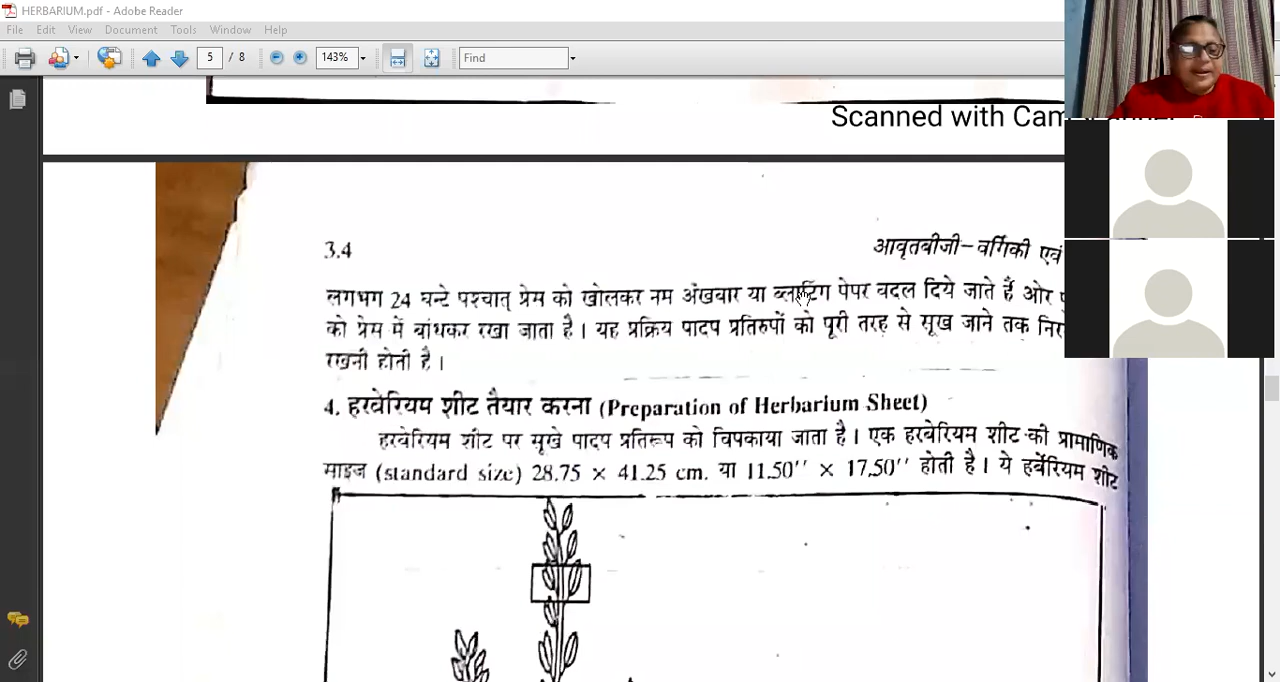 HERBARIUM.pdf - Adobe Reader
File Edit View Document Tools Window Help
5 / 8 143% Find
Scanned with Cam
3.4
आवृतबीजी–वर्गिकी एवं
लगभग 24 घन्टे पश्चात् प्रेम को खोलकर नम अंखबार या ब्लाटिंग पेपर बदल दिये जाते हैं ओर
को प्रेम में बांधकर रखा जाता है। यह प्रक्रिय पादप प्रतिरुपों को पूरी तरह से सूख जाने तक
रखनी होती है।
4. हरबेरियम शीट तैयार करना (Preparation of Herbarium Sheet)
हरबेरियम शीट पर सूखे पादप प्रतिरूप को चिपकाया जाता है। एक हरबेरियम शीट की प्रामाणिक
साइज (standard size) 28.75 × 41.25 cm. या 11.50'' × 17.50'' होती है। ये हर्बेरियम शीट